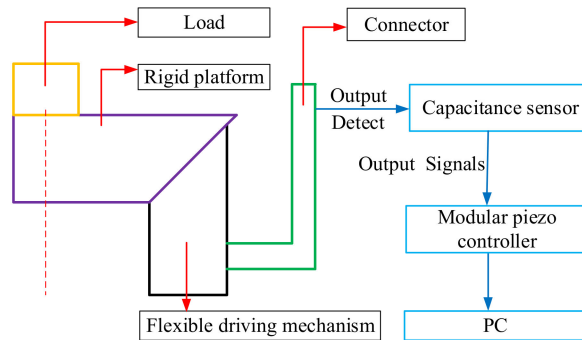 Load
Connector
Rigid platform
Output
Detect
Capacitance sensor
Output Signals
Modular piezo
controller
Flexible driving mechanism
PC